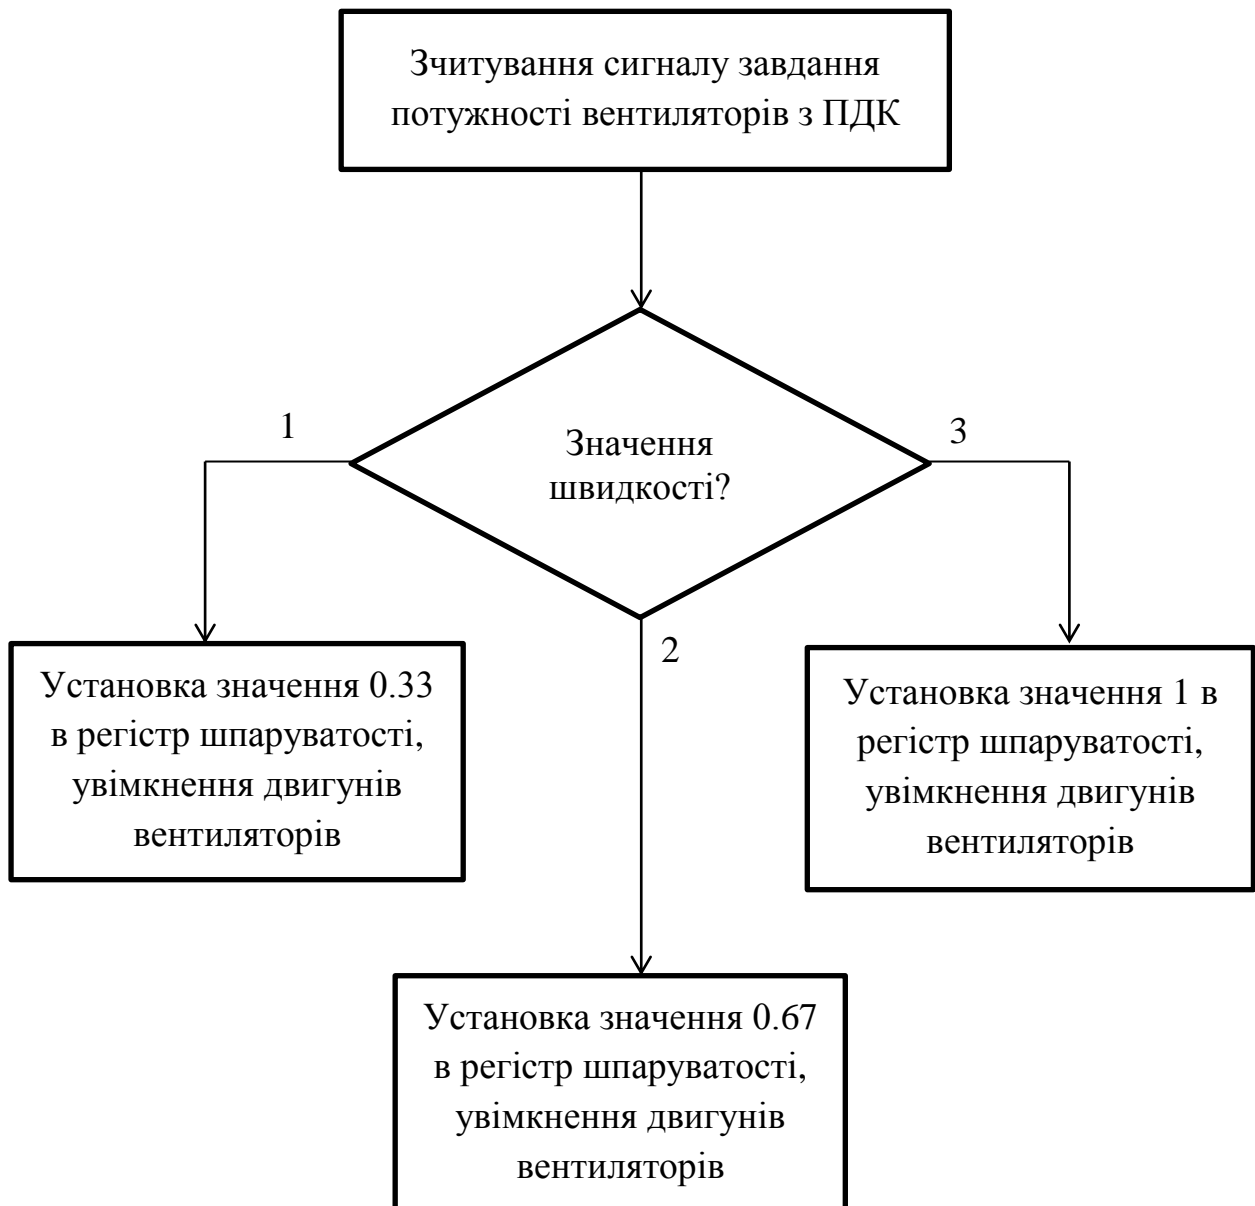 Зчитування сигналу завдання
потужності вентиляторів з ПДК
1
3
Значення
швидкості?
2
Установка значення 0.33
в регістр шпаруватості,
увімкнення двигунів
вентиляторів
Установка значення 1 в
регістр шпаруватості,
увімкнення двигунів
вентиляторів
Установка значення 0.67
в регістр шпаруватості,
увімкнення двигунів
вентиляторів